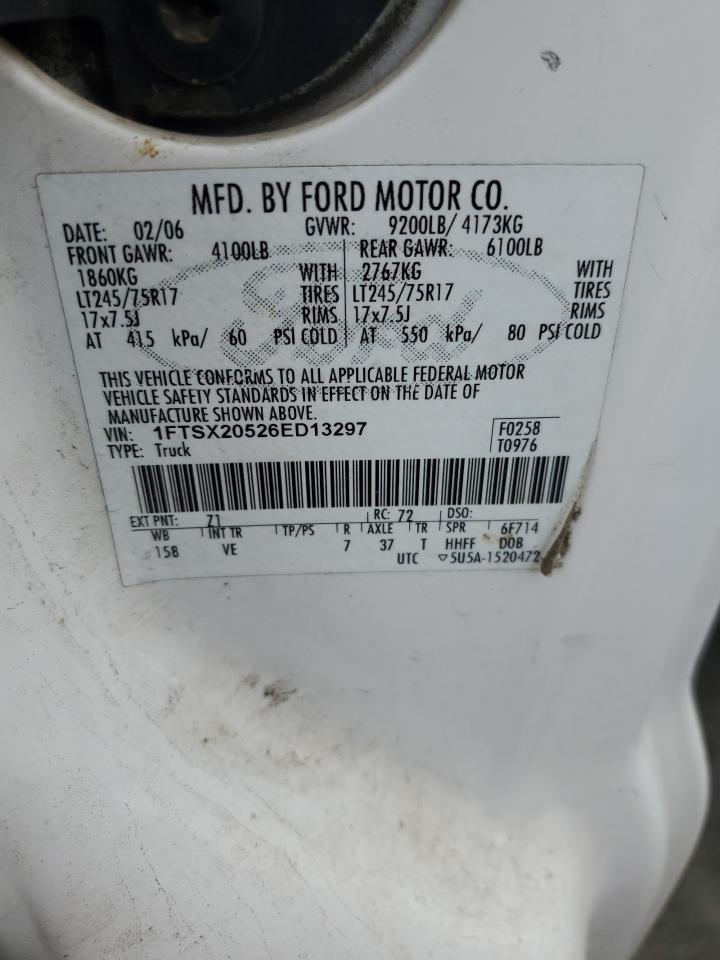 MFD. BY FORD MOTOR CO.
DATE: 02/06 GVWR: 9200LB/ 4173KG
FRONT GAWR: 4100LB REAR GAWR: 6100LB
1860KG WITH 2767KG WITH
LT245/75R17 TIRES LT245/75R17 TIRES
17x7.5J RIMS 17x7.5J RIMS
AT 415 kPa/ 60 PSI COLD AT 550 kPa/ 80 PSI COLD
Ford
THIS VEHICLE CONFORMS TO ALL APPLICABLE FEDERAL MOTOR
VEHICLE SAFETY STANDARDS IN EFFECT ON THE DATE OF
MANUFACTURE SHOWN ABOVE.
VIN: 1FTSX20526ED13297 F0258
TYPE: Truck T0976
EXT PNT: Z1 RC: 72 DSO:
WB INT TR TP/PS R AXLE TR SPR 6F714
158 VE 7 37 T HHFF DOB
UTC ▽5U5A-1520472-